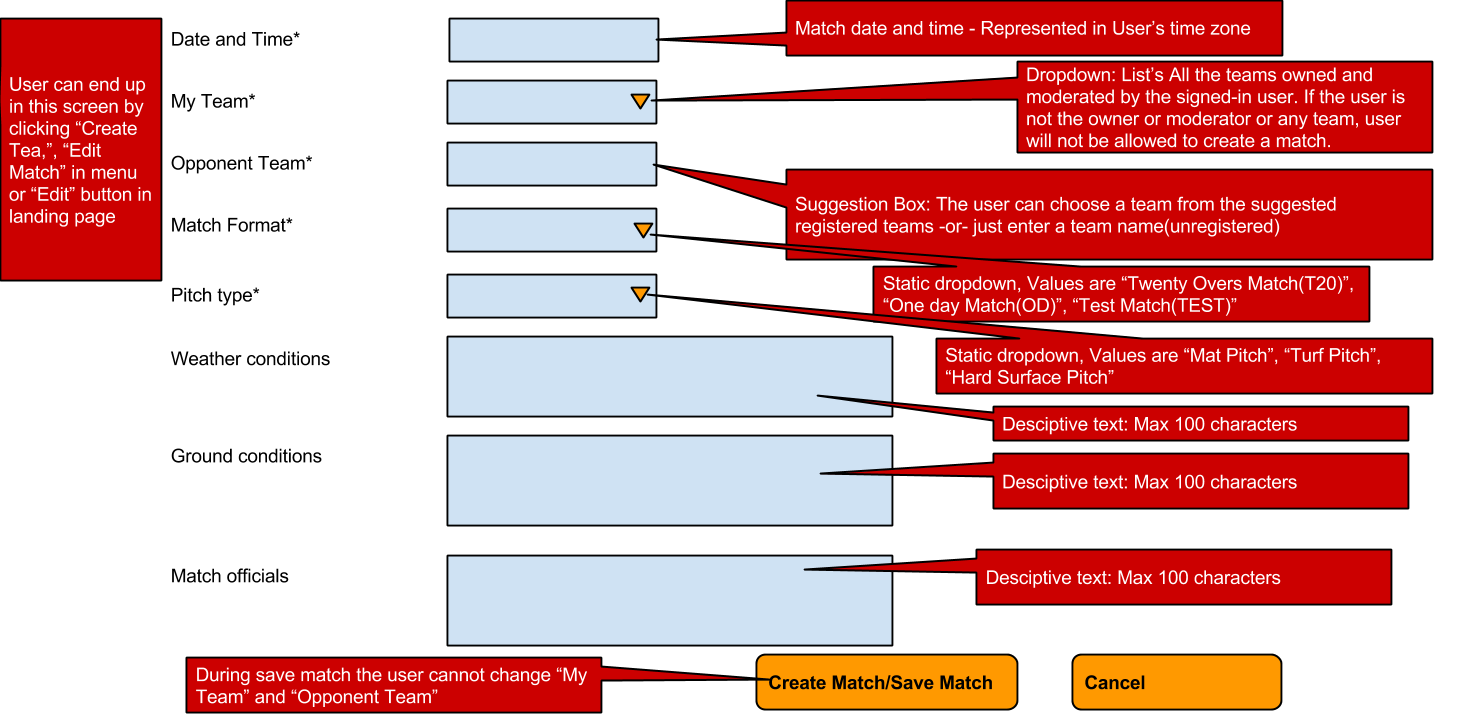 User can end up
in this screen by
clicking “Create
Tea,”, “Edit
Match” in menu
or “Edit” button in
landing page
Date and Time*
Match date and time - Represented in User’s time zone
My Team*
Dropdown: List’s All the teams owned and
moderated by the signed-in user. If the user is
not the owner or moderator or any team, user
will not be allowed to create a match.
Opponent Team*
Suggestion Box: The user can choose a team from the suggested
registered teams -or- just enter a team name(unregistered)
Match Format*
Static dropdown, Values are “Twenty Overs Match(T20)”,
“One day Match(OD)”, “Test Match(TEST)”
Pitch type*
Static dropdown, Values are “Mat Pitch”, “Turf Pitch”,
“Hard Surface Pitch”
Weather conditions
Desciptive text: Max 100 characters
Ground conditions
Desciptive text: Max 100 characters
Match officials
Desciptive text: Max 100 characters
During save match the user cannot change “My
Team” and “Opponent Team”
Create Match/Save Match
Cancel